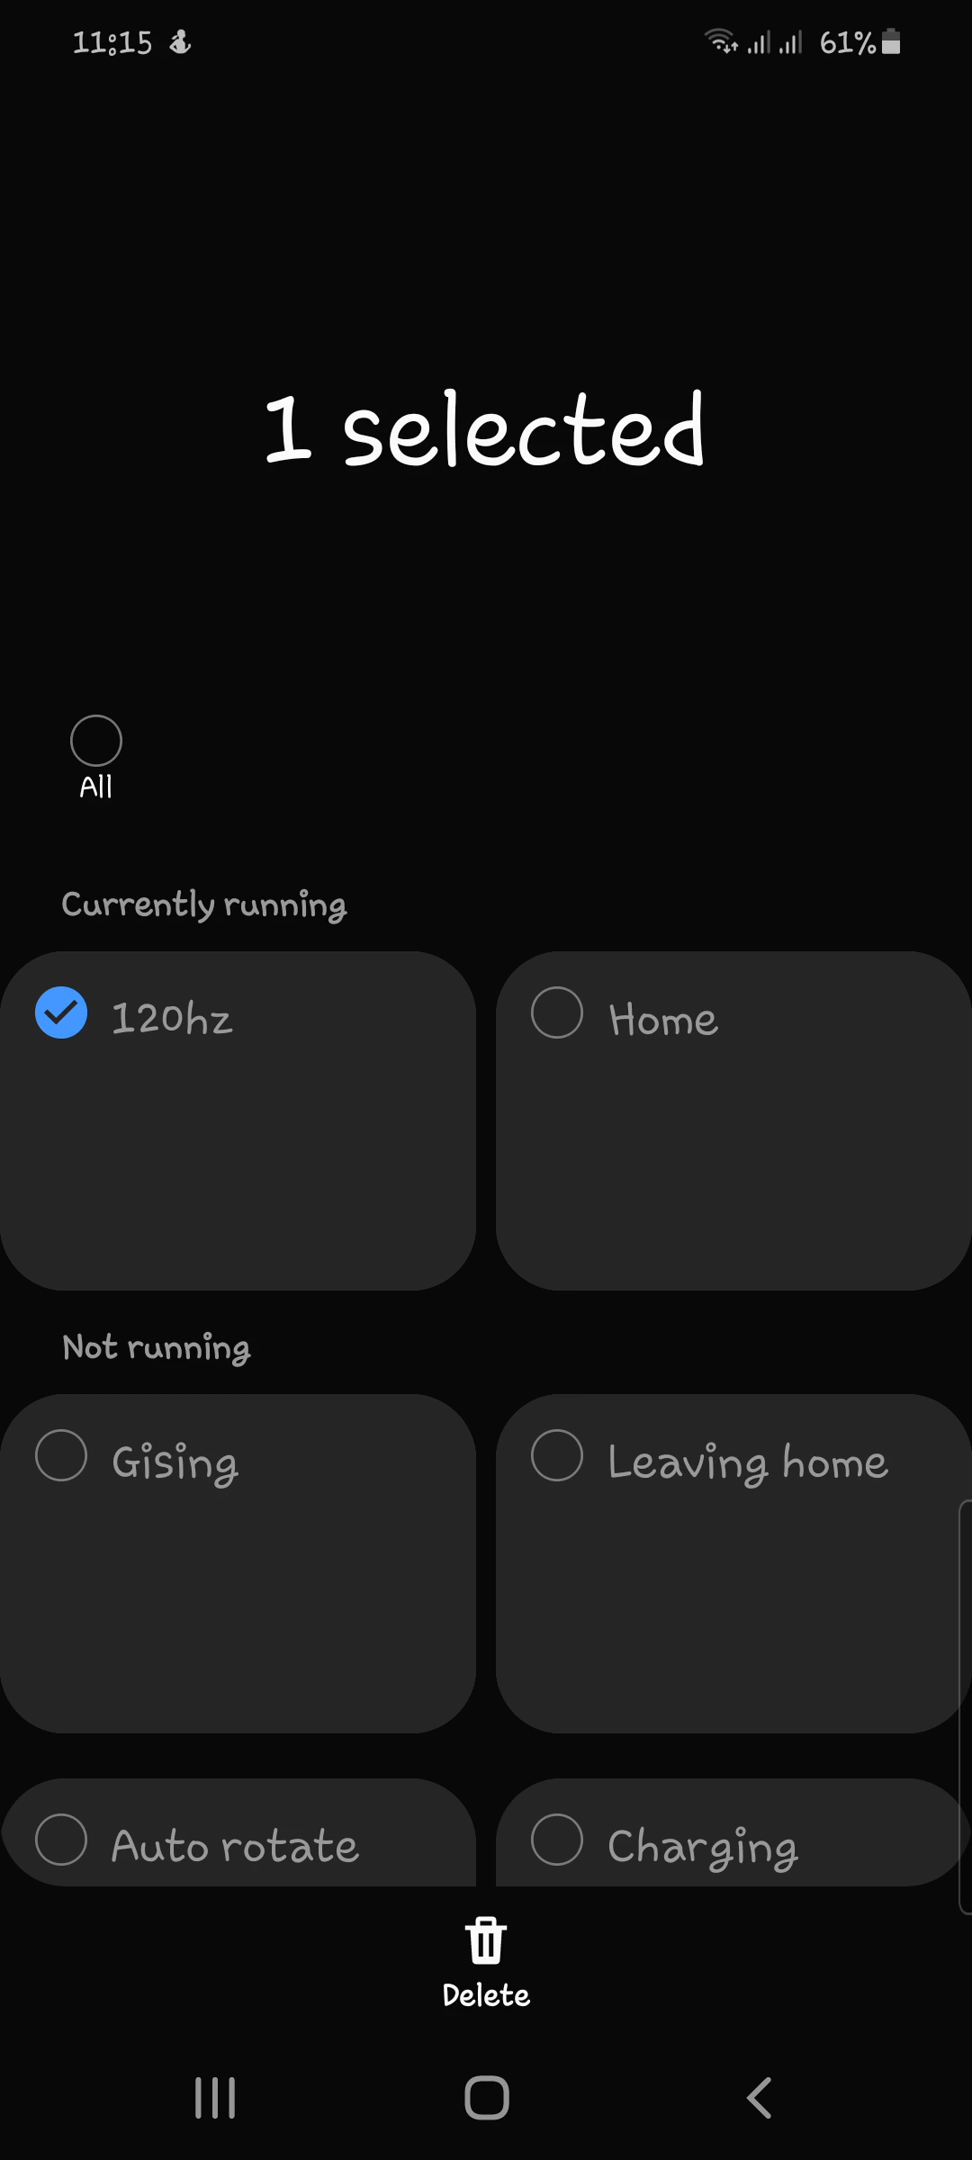 11:15 61%
1 selected
All
Currently running
120hz Home
Not running
Gising Leaving home
Auto rotate Charging
Delete